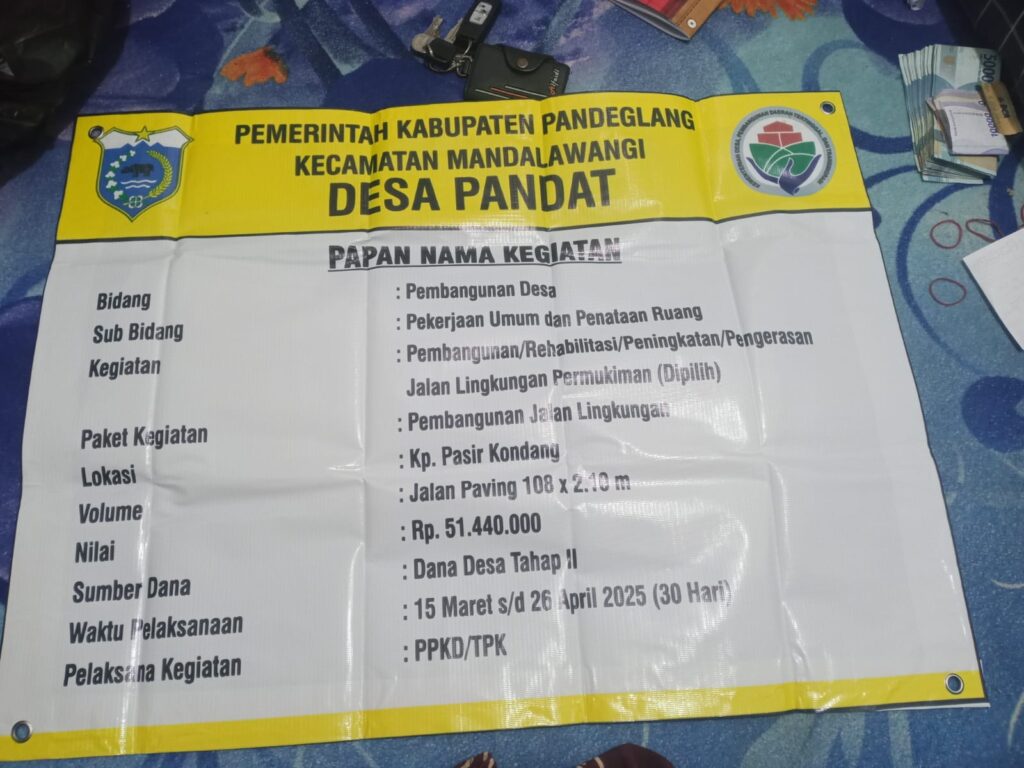 PEMERINTAH KABUPATEN PANDEGLANG
KECAMATAN MANDALAWANGI
DESA PANDAT
PAPAN NAMA KEGIATAN
Bidang : Pembangunan Desa
Sub Bidang : Pekerjaan Umum dan Penataan Ruang
Kegiatan : Pembangunan/Rehabilitasi/Peningkatan/Pengerasan
Jalan Lingkungan Permukiman (Dipilih)
Paket Kegiatan : Pembangunan Jalan Lingkungan
Lokasi : Kp. Pasir Kondang
Volume : Jalan Paving 108 x 2.10 m
Nilai : Rp. 51.440.000
Sumber Dana : Dana Desa Tahap II
Waktu Pelaksanaan : 15 Maret s/d 26 April 2025 (30 Hari)
Pelaksana Kegiatan : PPKD/TPK